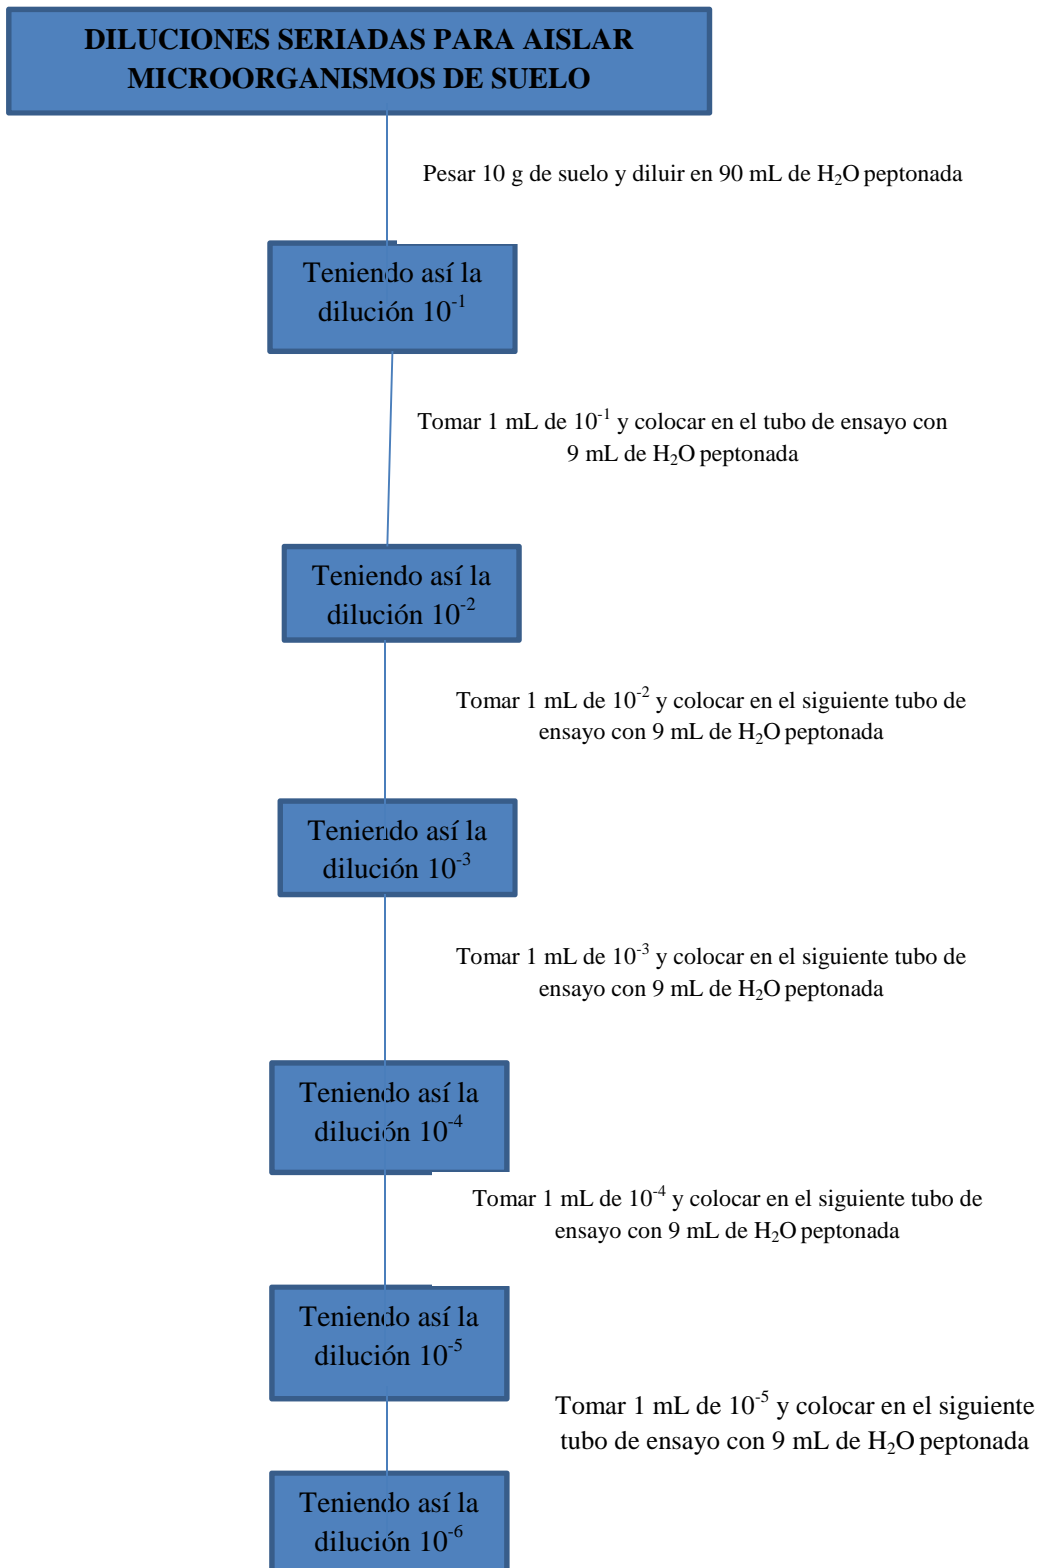 DILUCIONES SERIADAS PARA AISLAR
MICROORGANISMOS DE SUELO
Pesar 10 g de suelo y diluir en 90 mL de H₂O peptonada
Teniendo así la
dilución 10⁻¹
Tomar 1 mL de 10⁻¹ y colocar en el tubo de ensayo con
9 mL de H₂O peptonada
Teniendo así la
dilución 10⁻²
Tomar 1 mL de 10⁻² y colocar en el siguiente tubo de
ensayo con 9 mL de H₂O peptonada
Teniendo así la
dilución 10⁻³
Tomar 1 mL de 10⁻³ y colocar en el siguiente tubo de
ensayo con 9 mL de H₂O peptonada
Teniendo así la
dilución 10⁻⁴
Tomar 1 mL de 10⁻⁴ y colocar en el siguiente tubo de
ensayo con 9 mL de H₂O peptonada
Teniendo así la
dilución 10⁻⁵
Tomar 1 mL de 10⁻⁵ y colocar en el siguiente
tubo de ensayo con 9 mL de H₂O peptonada
Teniendo así la
dilución 10⁻⁶